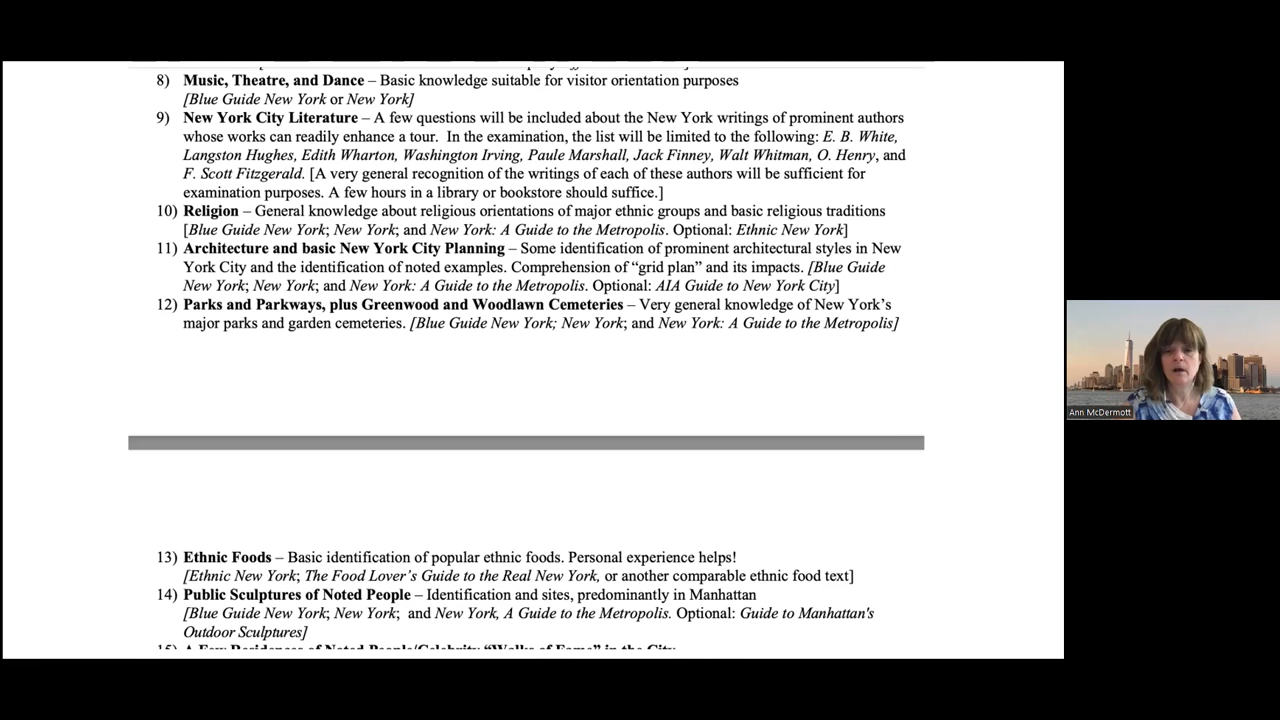 8) Music, Theatre, and Dance – Basic knowledge suitable for visitor orientation purposes
[Blue Guide New York or New York]
9) New York City Literature – A few questions will be included about the New York writings of prominent authors
whose works can readily enhance a tour. In the examination, the list will be limited to the following: E. B. White,
Langston Hughes, Edith Wharton, Washington Irving, Paule Marshall, Jack Finney, Walt Whitman, O. Henry, and
F. Scott Fitzgerald. [A very general recognition of the writings of each of these authors will be sufficient for
examination purposes. A few hours in a library or bookstore should suffice.]
10) Religion – General knowledge about religious orientations of major ethnic groups and basic religious traditions
[Blue Guide New York; New York; and New York: A Guide to the Metropolis. Optional: Ethnic New York]
11) Architecture and basic New York City Planning – Some identification of prominent architectural styles in New
York City and the identification of noted examples. Comprehension of “grid plan” and its impacts. [Blue Guide
New York; New York; and New York: A Guide to the Metropolis. Optional: AIA Guide to New York City]
12) Parks and Parkways, plus Greenwood and Woodlawn Cemeteries – Very general knowledge of New York’s
major parks and garden cemeteries. [Blue Guide New York; New York; and New York: A Guide to the Metropolis]
Ann McDermott
13) Ethnic Foods – Basic identification of popular ethnic foods. Personal experience helps!
[Ethnic New York; The Food Lover’s Guide to the Real New York, or another comparable ethnic food text]
14) Public Sculptures of Noted People – Identification and sites, predominantly in Manhattan
[Blue Guide New York; New York; and New York, A Guide to the Metropolis. Optional: Guide to Manhattan's
Outdoor Sculptures]
15) A Few Residences of Noted People/Celebrity “Walks of Fame” in the City